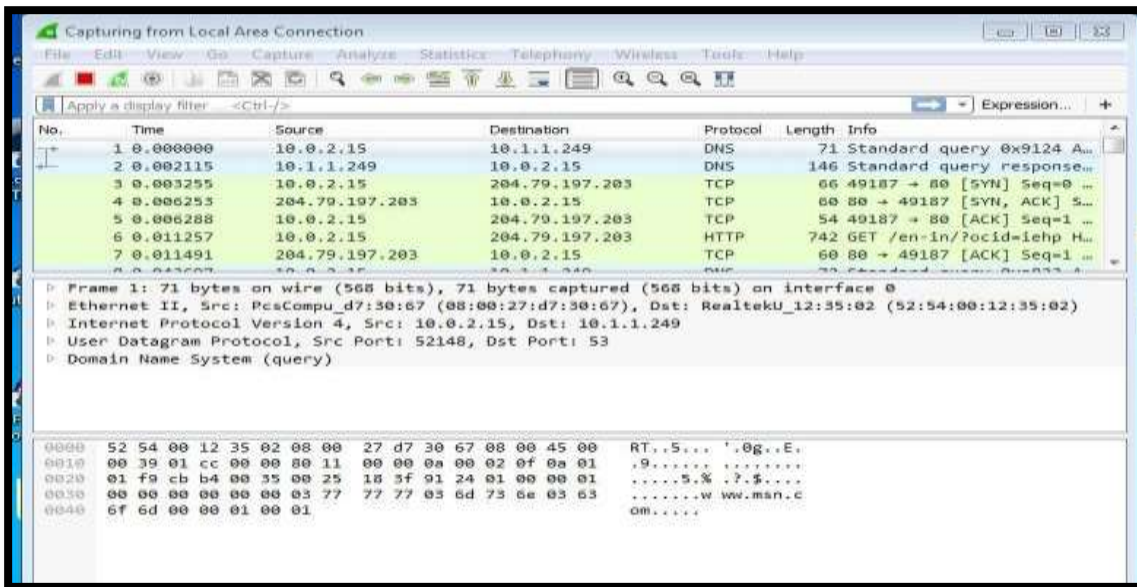 Capturing from Local Area Connection
File Edit View Go Capture Analyze Statistics Telephony Wireless Tools Help
Apply a display filter ... <Ctrl-/> Expression... +
No. Time Source Destination Protocol Length Info
1 0.000000 10.0.2.15 10.1.1.249 DNS 71 Standard query 0x9124 A...
2 0.002115 10.1.1.249 10.0.2.15 DNS 146 Standard query response...
3 0.003255 10.0.2.15 204.79.197.203 TCP 66 49187 → 80 [SYN] Seq=0 ...
4 0.006253 204.79.197.203 10.0.2.15 TCP 60 80 → 49187 [SYN, ACK] S...
5 0.006288 10.0.2.15 204.79.197.203 TCP 54 49187 → 80 [ACK] Seq=1 ...
6 0.011257 10.0.2.15 204.79.197.203 HTTP 742 GET /en-in/?ocid=iehp H...
7 0.011491 204.79.197.203 10.0.2.15 TCP 60 80 → 49187 [ACK] Seq=1 ...
Frame 1: 71 bytes on wire (568 bits), 71 bytes captured (568 bits) on interface 0
Ethernet II, Src: PcsCompu_d7:30:67 (08:00:27:d7:30:67), Dst: RealtekU_12:35:02 (52:54:00:12:35:02)
Internet Protocol Version 4, Src: 10.0.2.15, Dst: 10.1.1.249
User Datagram Protocol, Src Port: 52148, Dst Port: 53
Domain Name System (query)
0000 52 54 00 12 35 02 08 00 27 d7 30 67 08 00 45 00 RT..5... '.0g..E.
0010 00 39 01 cc 00 00 80 11 00 00 0a 00 02 0f 0a 01 .9...... ........
0020 01 f9 cb b4 00 35 00 25 18 3f 91 24 01 00 00 01 .....5.% .?.$....
0030 00 00 00 00 00 00 03 77 77 77 03 6d 73 6e 03 63 .......w ww.msn.c
0040 6f 6d 00 00 01 00 01 om.....